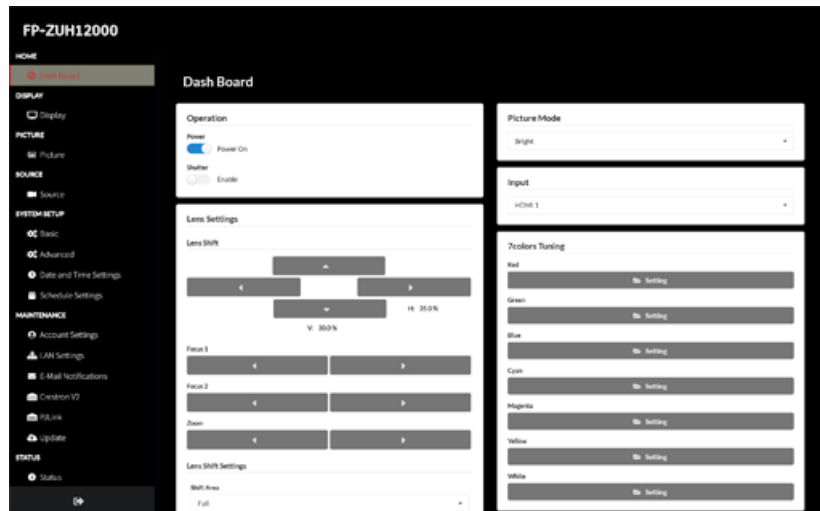 FP-ZUH12000
HOME
Dash Board
DISPLAY
Display
PICTURE
Picture
SOURCE
Source
SYSTEM SETUP
Basic
Advanced
Date and Time Settings
Schedule Settings
MAINTENANCE
Account Settings
LAN Settings
E-Mail Notifications
Crestron V2
PJLink
Update
STATUS
Status
Dash Board
Operation
Power
Power On
Shutter
Enable
Lens Settings
Lens Shift
H: 35.0 %
V: 30.0 %
Focus 1
Focus 2
Zoom
Lens Shift Settings
Shift Area
Full
Picture Mode
Bright
Input
HDMI 1
7colors Tuning
Red
Setting
Green
Setting
Blue
Setting
Cyan
Setting
Magenta
Setting
Yellow
Setting
White
Setting